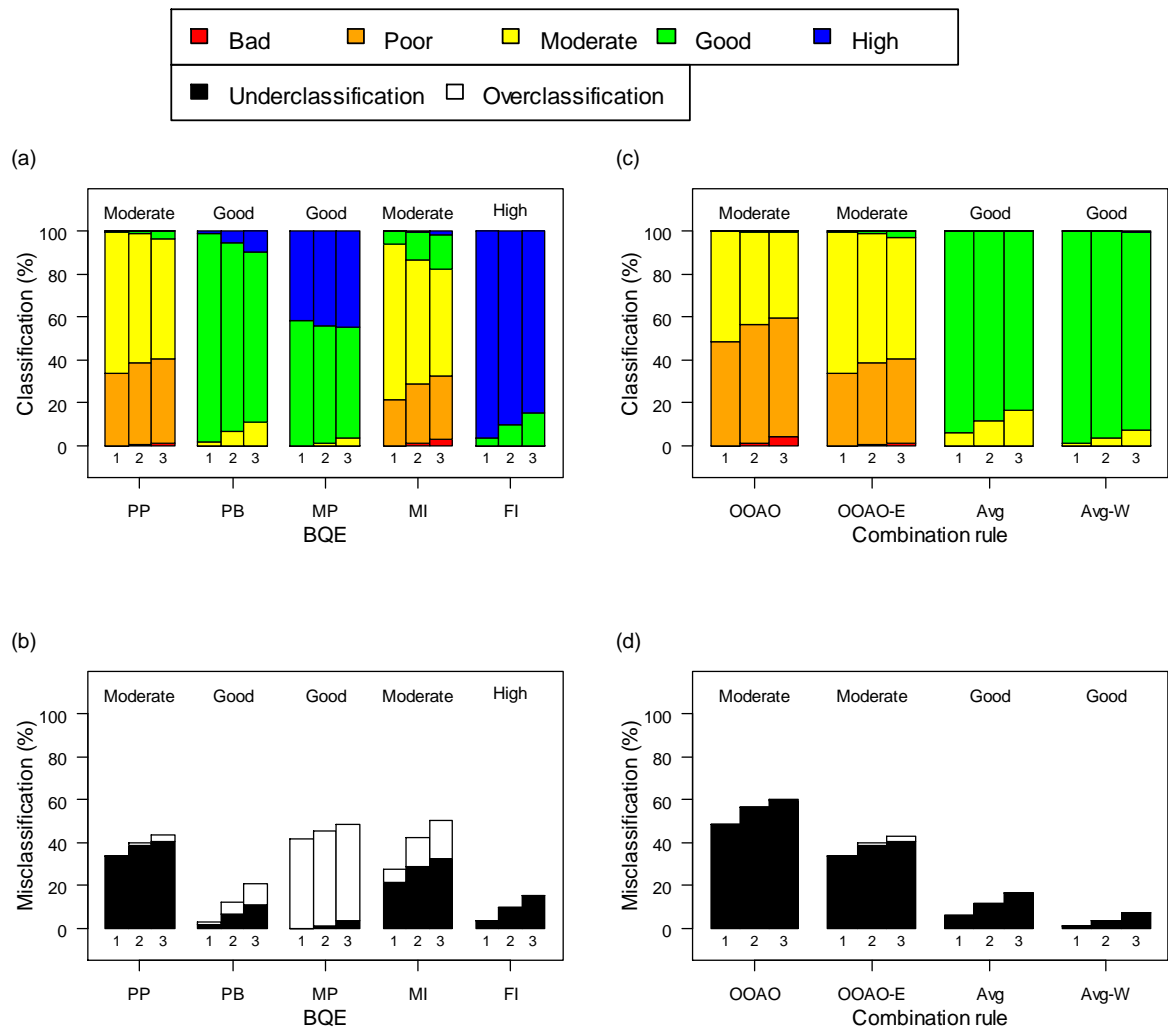 Bad Poor Moderate Good High
Underclassification Overclassification
(a)
Moderate Good Good Moderate High
Classification (%)
100
80
60
40
20
0
1 2 3 1 2 3 1 2 3 1 2 3 1 2 3
PP PB MP MI FI
BQE
(c)
Moderate Moderate Good Good
Classification (%)
100
80
60
40
20
0
1 2 3 1 2 3 1 2 3 1 2 3
OOAO OOAO-E Avg Avg-W
Combination rule
(b)
Moderate Good Good Moderate High
Misclassification (%)
100
80
60
40
20
0
1 2 3 1 2 3 1 2 3 1 2 3 1 2 3
PP PB MP MI FI
BQE
(d)
Moderate Moderate Good Good
Misclassification (%)
100
80
60
40
20
0
1 2 3 1 2 3 1 2 3 1 2 3
OOAO OOAO-E Avg Avg-W
Combination rule